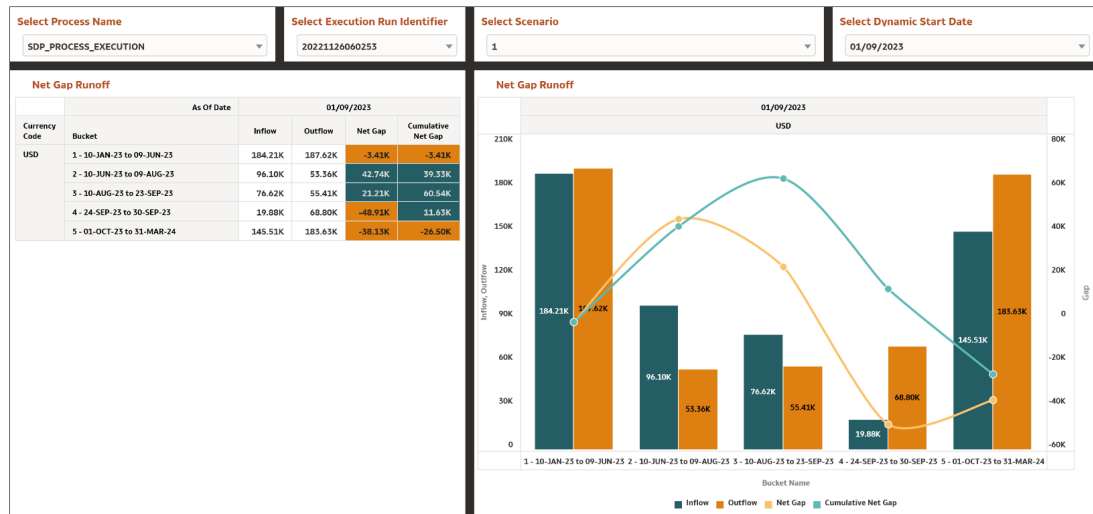 Select Process Name
SDP_PROCESS_EXECUTION
Select Execution Run Identifier
20221126060253
Select Scenario
1
Select Dynamic Start Date
01/09/2023
Net Gap Runoff
As Of Date 01/09/2023
Currency Code Bucket Inflow Outflow Net Gap Cumulative Net Gap
USD 1 - 10-JAN-23 to 09-JUN-23 184.21K 187.62K -3.41K -3.41K
2 - 10-JUN-23 to 09-AUG-23 96.10K 53.36K 42.74K 39.33K
3 - 10-AUG-23 to 23-SEP-23 76.62K 55.41K 21.21K 60.54K
4 - 24-SEP-23 to 30-SEP-23 19.88K 68.80K -48.91K 11.63K
5 - 01-OCT-23 to 31-MAR-24 145.51K 183.63K -38.13K -26.50K
Net Gap Runoff
01/09/2023
USD
210K
180K
150K
120K
90K
60K
30K
0
Inflow, Outlfow
184.21K
187.62K
96.10K
53.36K
76.62K
55.41K
19.88K
68.80K
145.51K
183.63K
80K
60K
40K
20K
0
-20K
-40K
-60K
Gap
1 - 10-JAN-23 to 09-JUN-23 2 - 10-JUN-23 to 09-AUG-23 3 - 10-AUG-23 to 23-SEP-23 4 - 24-SEP-23 to 30-SEP-23 5 - 01-OCT-23 to 31-MAR-24
Bucket Name
Inflow Outflow Net Gap Cumulative Net Gap